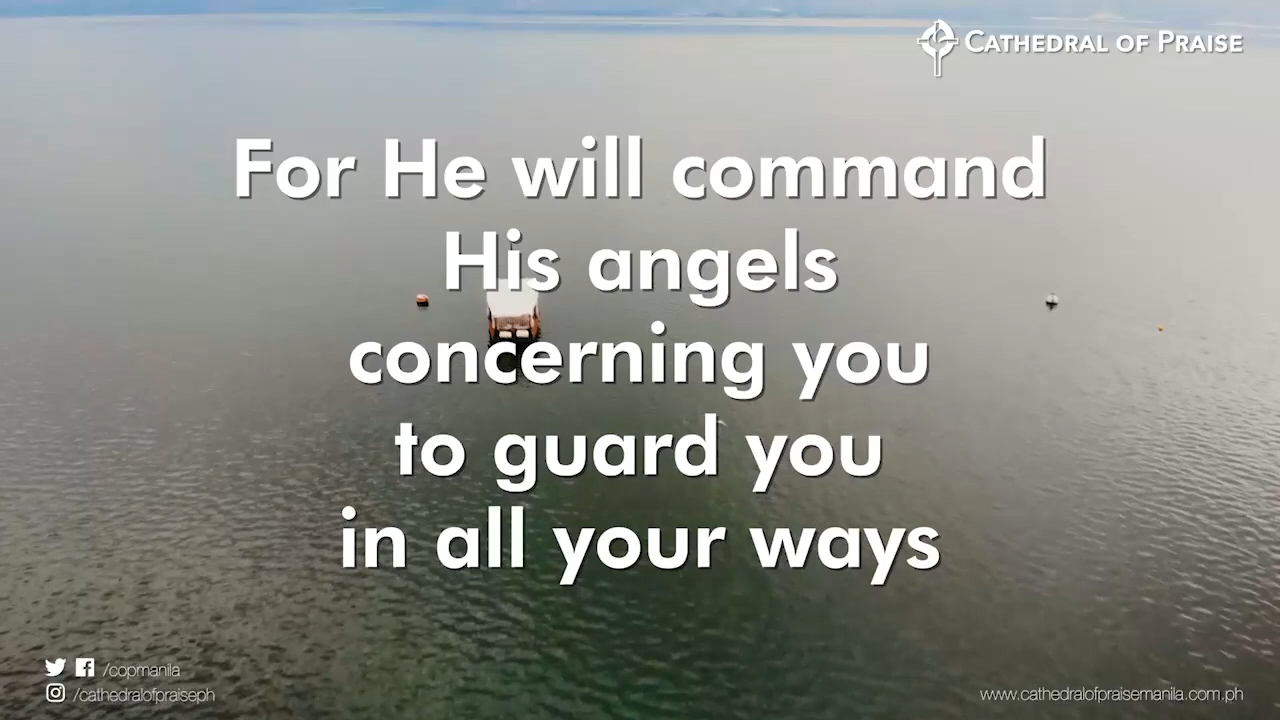 CATHEDRAL OF PRAISE
For He will command
His angels
concerning you
to guard you
in all your ways
/copmanila
/cathedralofpraiseph
www.cathedralofpraisemanila.com.ph